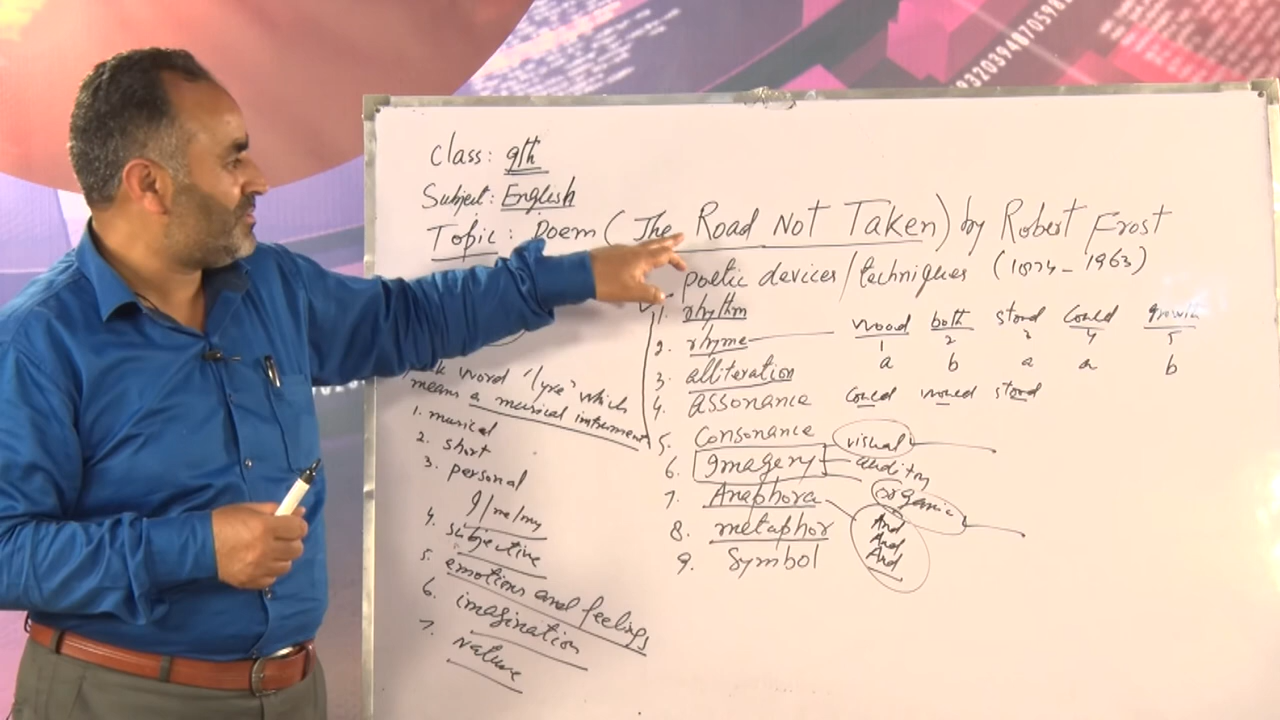 93203948705986
Class: 9th
Subject: English
Topic: Poem (The Road Not Taken) by Robert Frost
poetic devices/techniques (1874-1963)
1. rhythm
2. rhyme wood both stood could growth
1 2 3 4 5
a b a a b
3. alliteration
4. assonance could would stood
5. Consonance
6. Imagery visual
auditory
organic
7. Anaphora And
And
And
8. metaphor
9. Symbol
word "lyre" which
means a musical instrument
1. musical
2. short
3. personal
I/me/my
4. subjective
5. emotions and feelings
6. imagination
7. nature